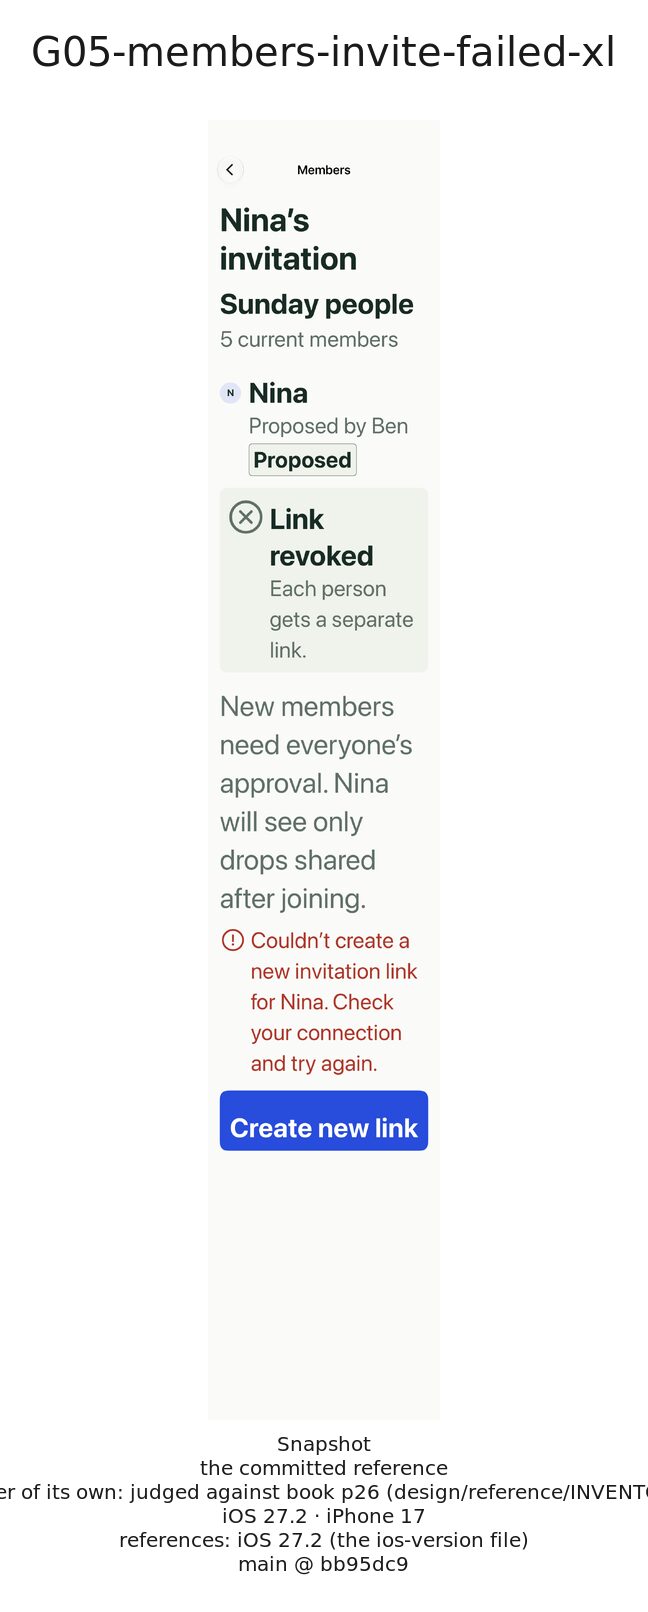 G05-members-invite-failed-xl
Members
Nina’s
invitation
Sunday people
5 current members
N
Nina
Proposed by Ben
Proposed
Link
revoked
Each person
gets a separate
link.
New members
need everyone’s
approval. Nina
will see only
drops shared
after joining.
Couldn’t create a
new invitation link
for Nina. Check
your connection
and try again.
Create new link
Snapshot
the committed reference
of its own: judged against book p26
iOS 27.2 · iPhone 17
references: iOS 27.2 (the ios-version file)
main @ bb95dc9